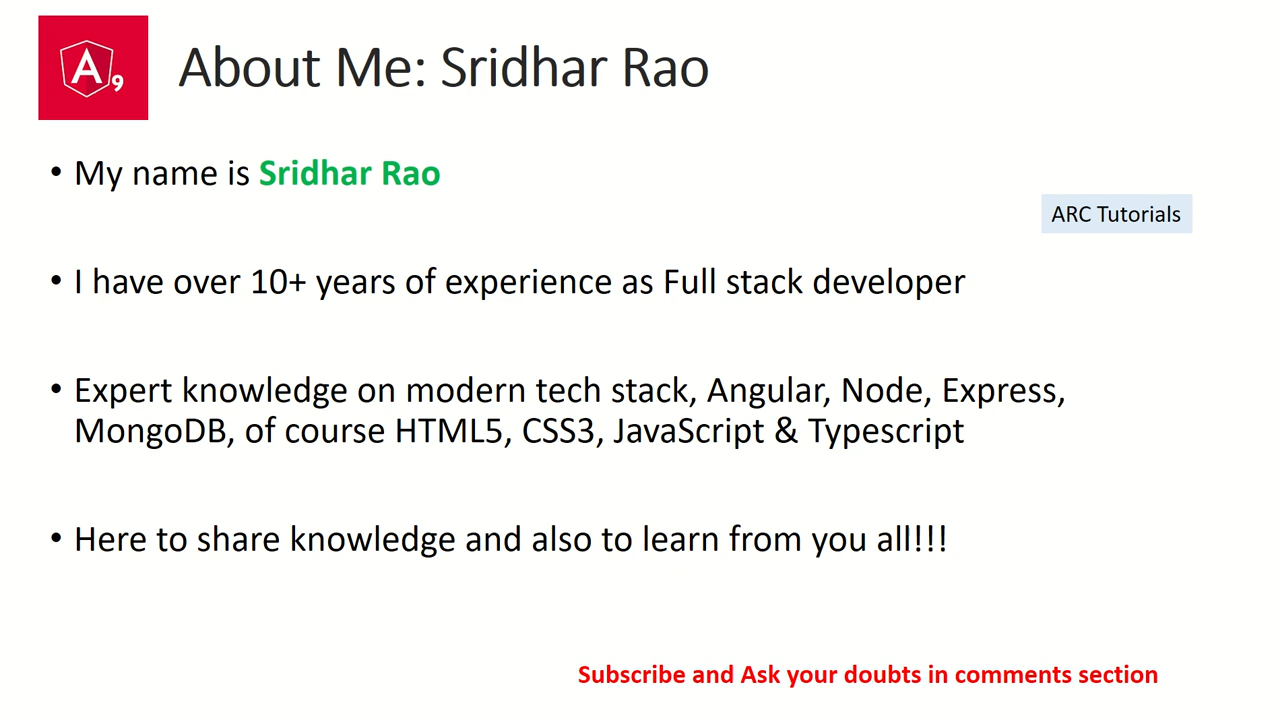 A9
About Me: Sridhar Rao
• My name is Sridhar Rao
ARC Tutorials
• I have over 10+ years of experience as Full stack developer
• Expert knowledge on modern tech stack, Angular, Node, Express,
MongoDB, of course HTML5, CSS3, JavaScript & Typescript
• Here to share knowledge and also to learn from you all!!!
Subscribe and Ask your doubts in comments section